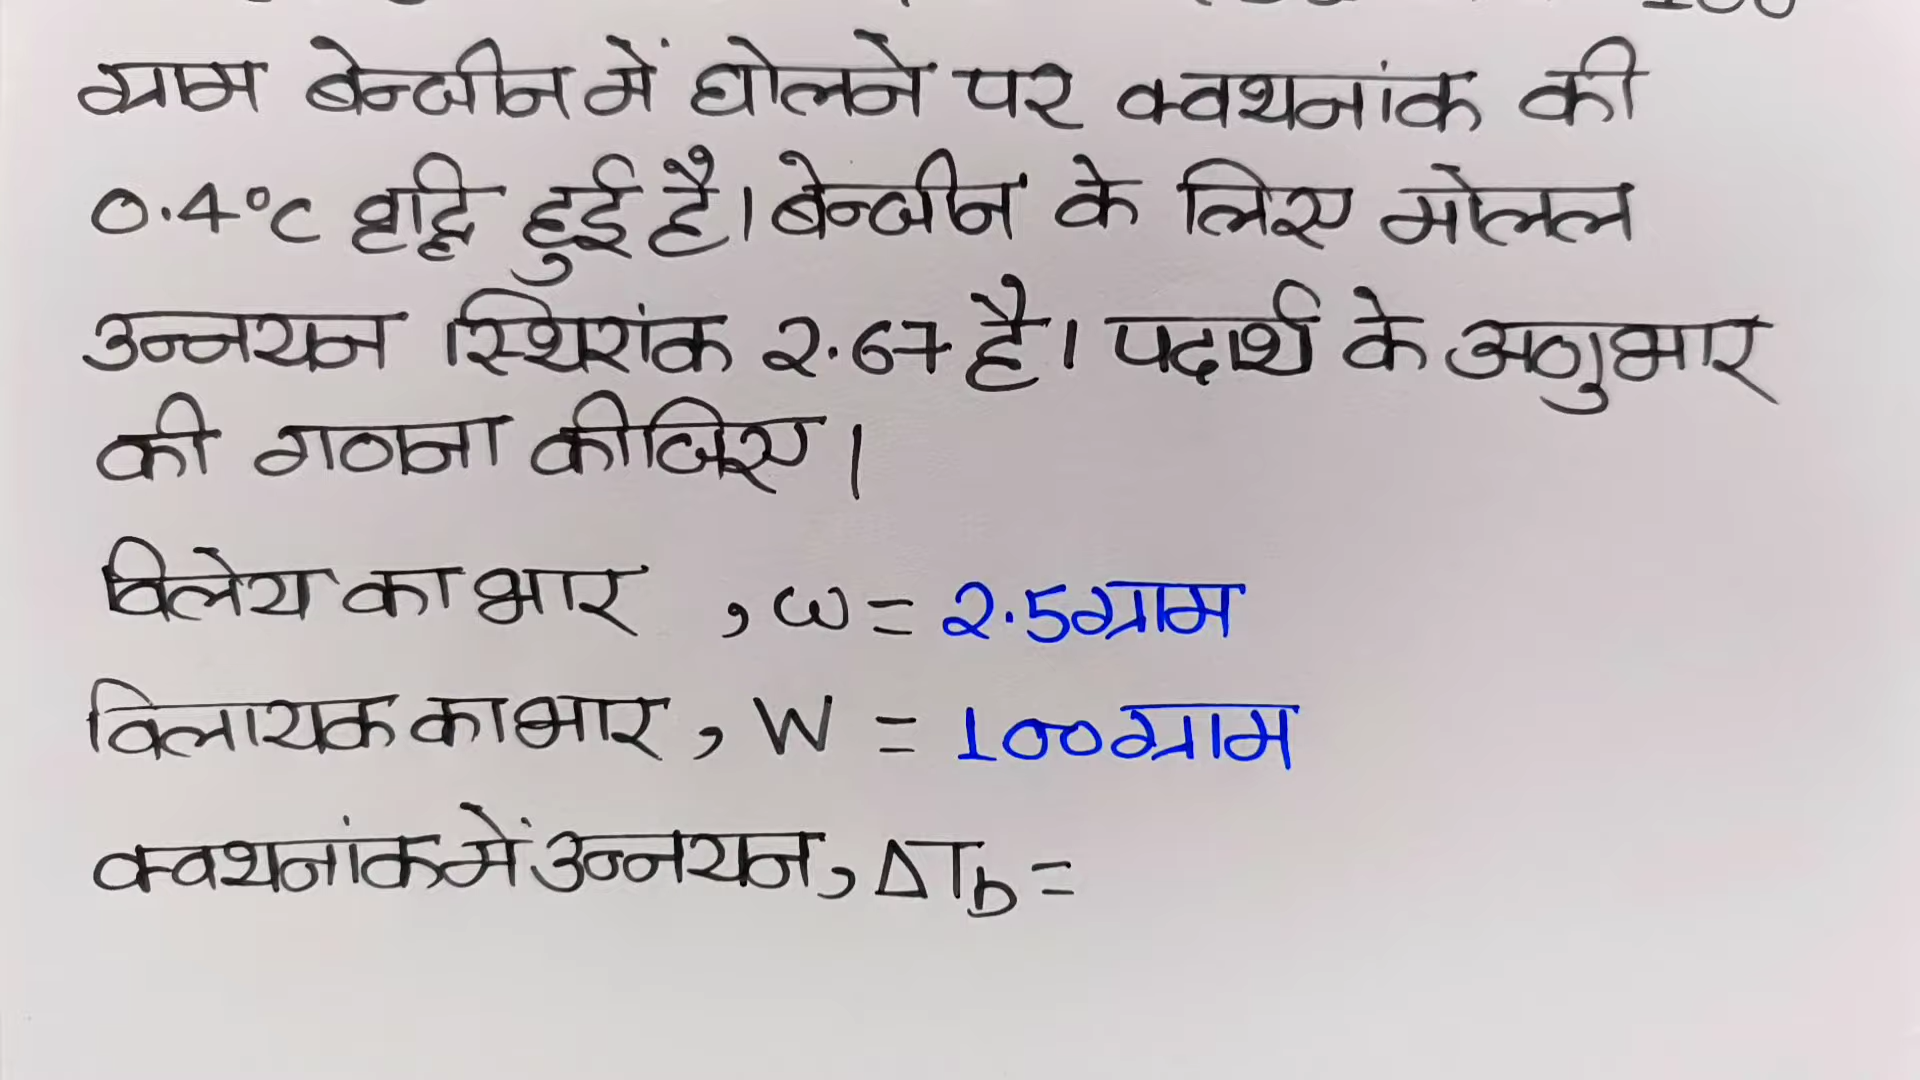 ग्राम बेन्जीन में घोलने पर क्वथनांक की
0.4°C वृद्धि हुई है। बेन्जीन के लिए मोलल
उन्नयन स्थिरांक 2.67 है। पदार्थ के अणुभार
की गणना कीजिए।
विलेय का भार , w = 2.5ग्राम
विलायक का भार , W = 100ग्राम
क्वथनांक में उन्नयन, ΔTb =